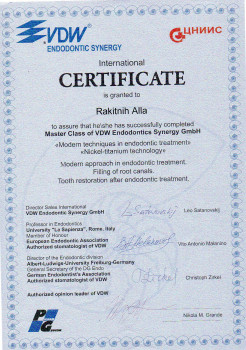 VDW
ENDODONTIC SYNERGY
ЦНИИС
International
CERTIFICATE
is granted to
Rakitnih Alla
to assure that he\she has successfully completed
Master Class of VDW Endodontics Synergy GmbH
«Modern techniques in endodontic treatment»
«Nickel-titanium technology»
Modern approach in endodontic treatment.
Filling of root canals.
Tooth restoration after endodontic treatment.
Director Sales International
VDW Endodontic Synergy GmbH
Leo Satanovskij
Professor in Endodontics
University "La Sapienza", Rome, Italy
Member of Honour
European Endodontic Association
Authorized stomatologist of VDW
Vito Antonio Malanino
Director of the Endodontic division
Albert-Ludwigs-University Freiburg-Germany
General Secretary of the DG Endo
German Endodontist's Association
Authorized stomatologist of VDW
Christoph Zirkel
Authorized opinion leader of VDW
Nikola M. Grande